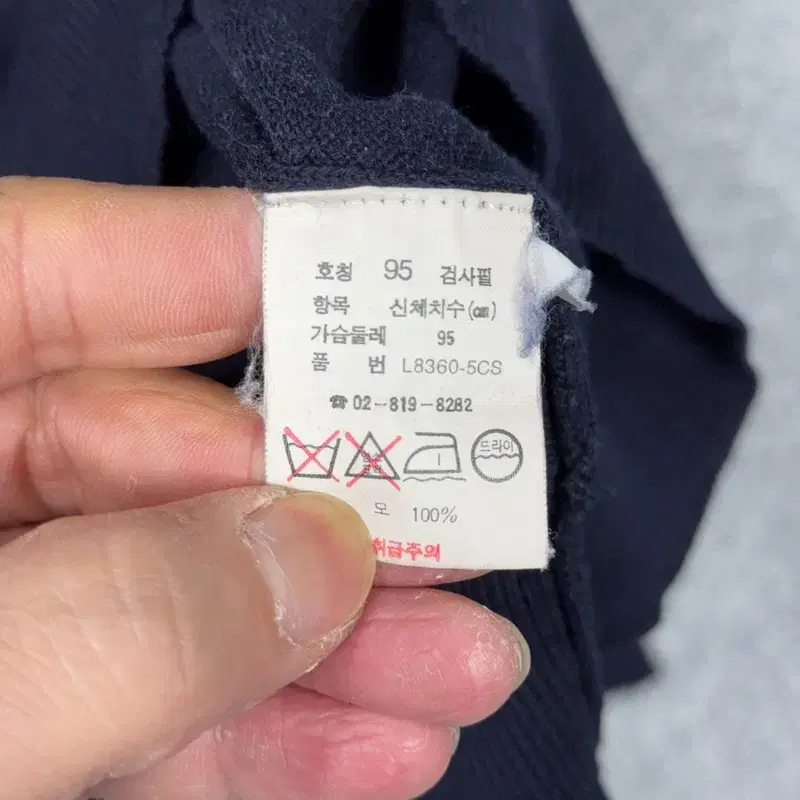 호칭 95 검사필
항목 신체치수(㎝)
가슴둘레 95
품 번 L8360-5CS
☎ 02-819-8282
드라이
모 100%
취급주의